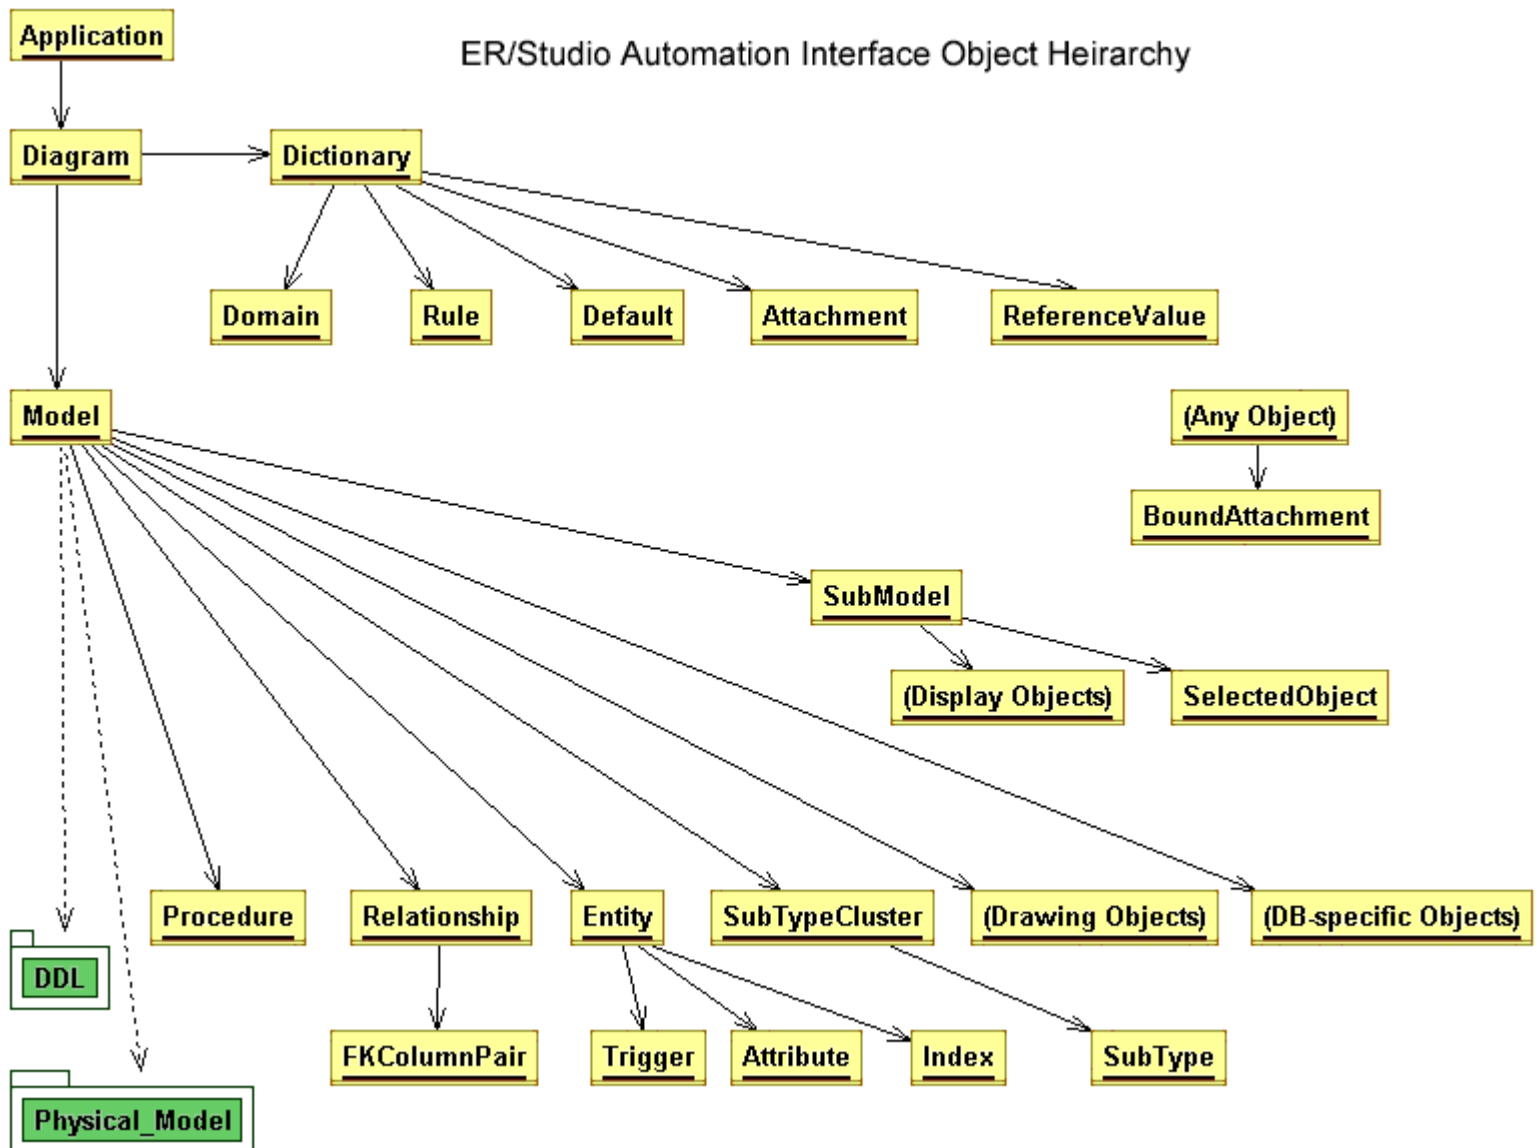 Application
ER/Studio Automation Interface Object Heirarchy
Diagram
Dictionary
Domain
Rule
Default
Attachment
ReferenceValue
Model
(Any Object)
BoundAttachment
SubModel
(Display Objects)
SelectedObject
Procedure
Relationship
Entity
SubTypeCluster
(Drawing Objects)
(DB-specific Objects)
DDL
FKColumnPair
Trigger
Attribute
Index
SubType
Physical_Model